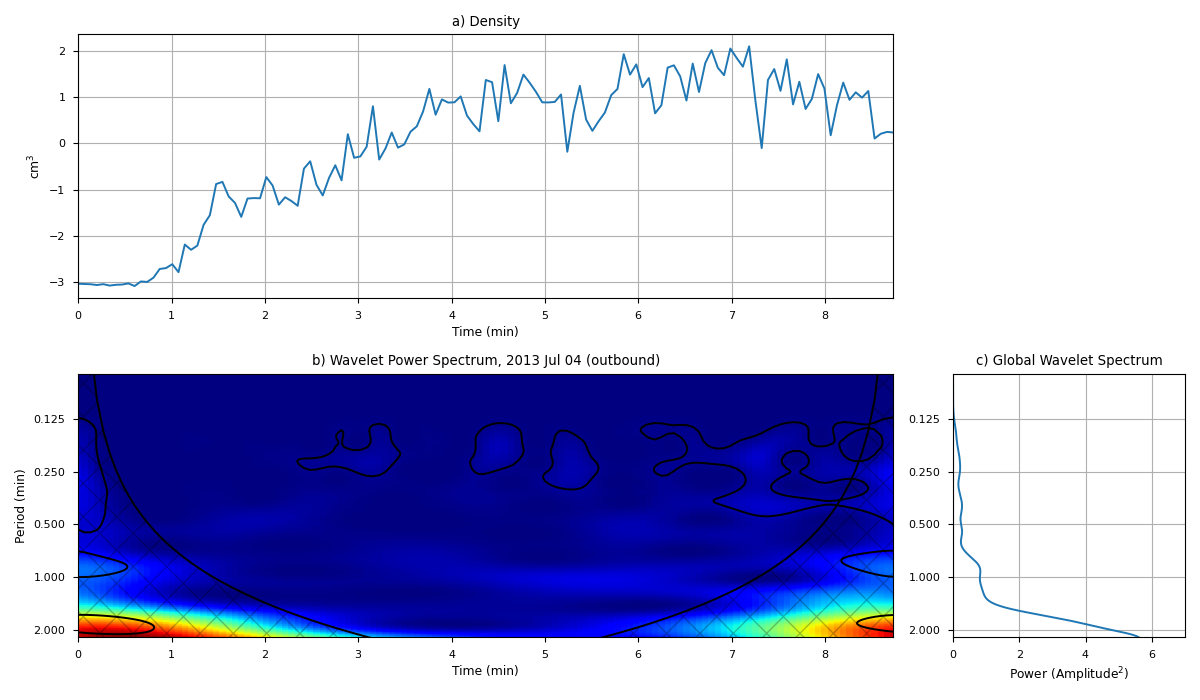 a) Density
2
1
0
−1
−2
−3
cm³
0 1 2 3 4 5 6 7 8
Time (min)
b) Wavelet Power Spectrum, 2013 Jul 04 (outbound)
0.125
0.250
0.500
1.000
2.000
Period (min)
0 1 2 3 4 5 6 7 8
Time (min)
c) Global Wavelet Spectrum
0.125
0.250
0.500
1.000
2.000
0 2 4 6
Power (Amplitude²)